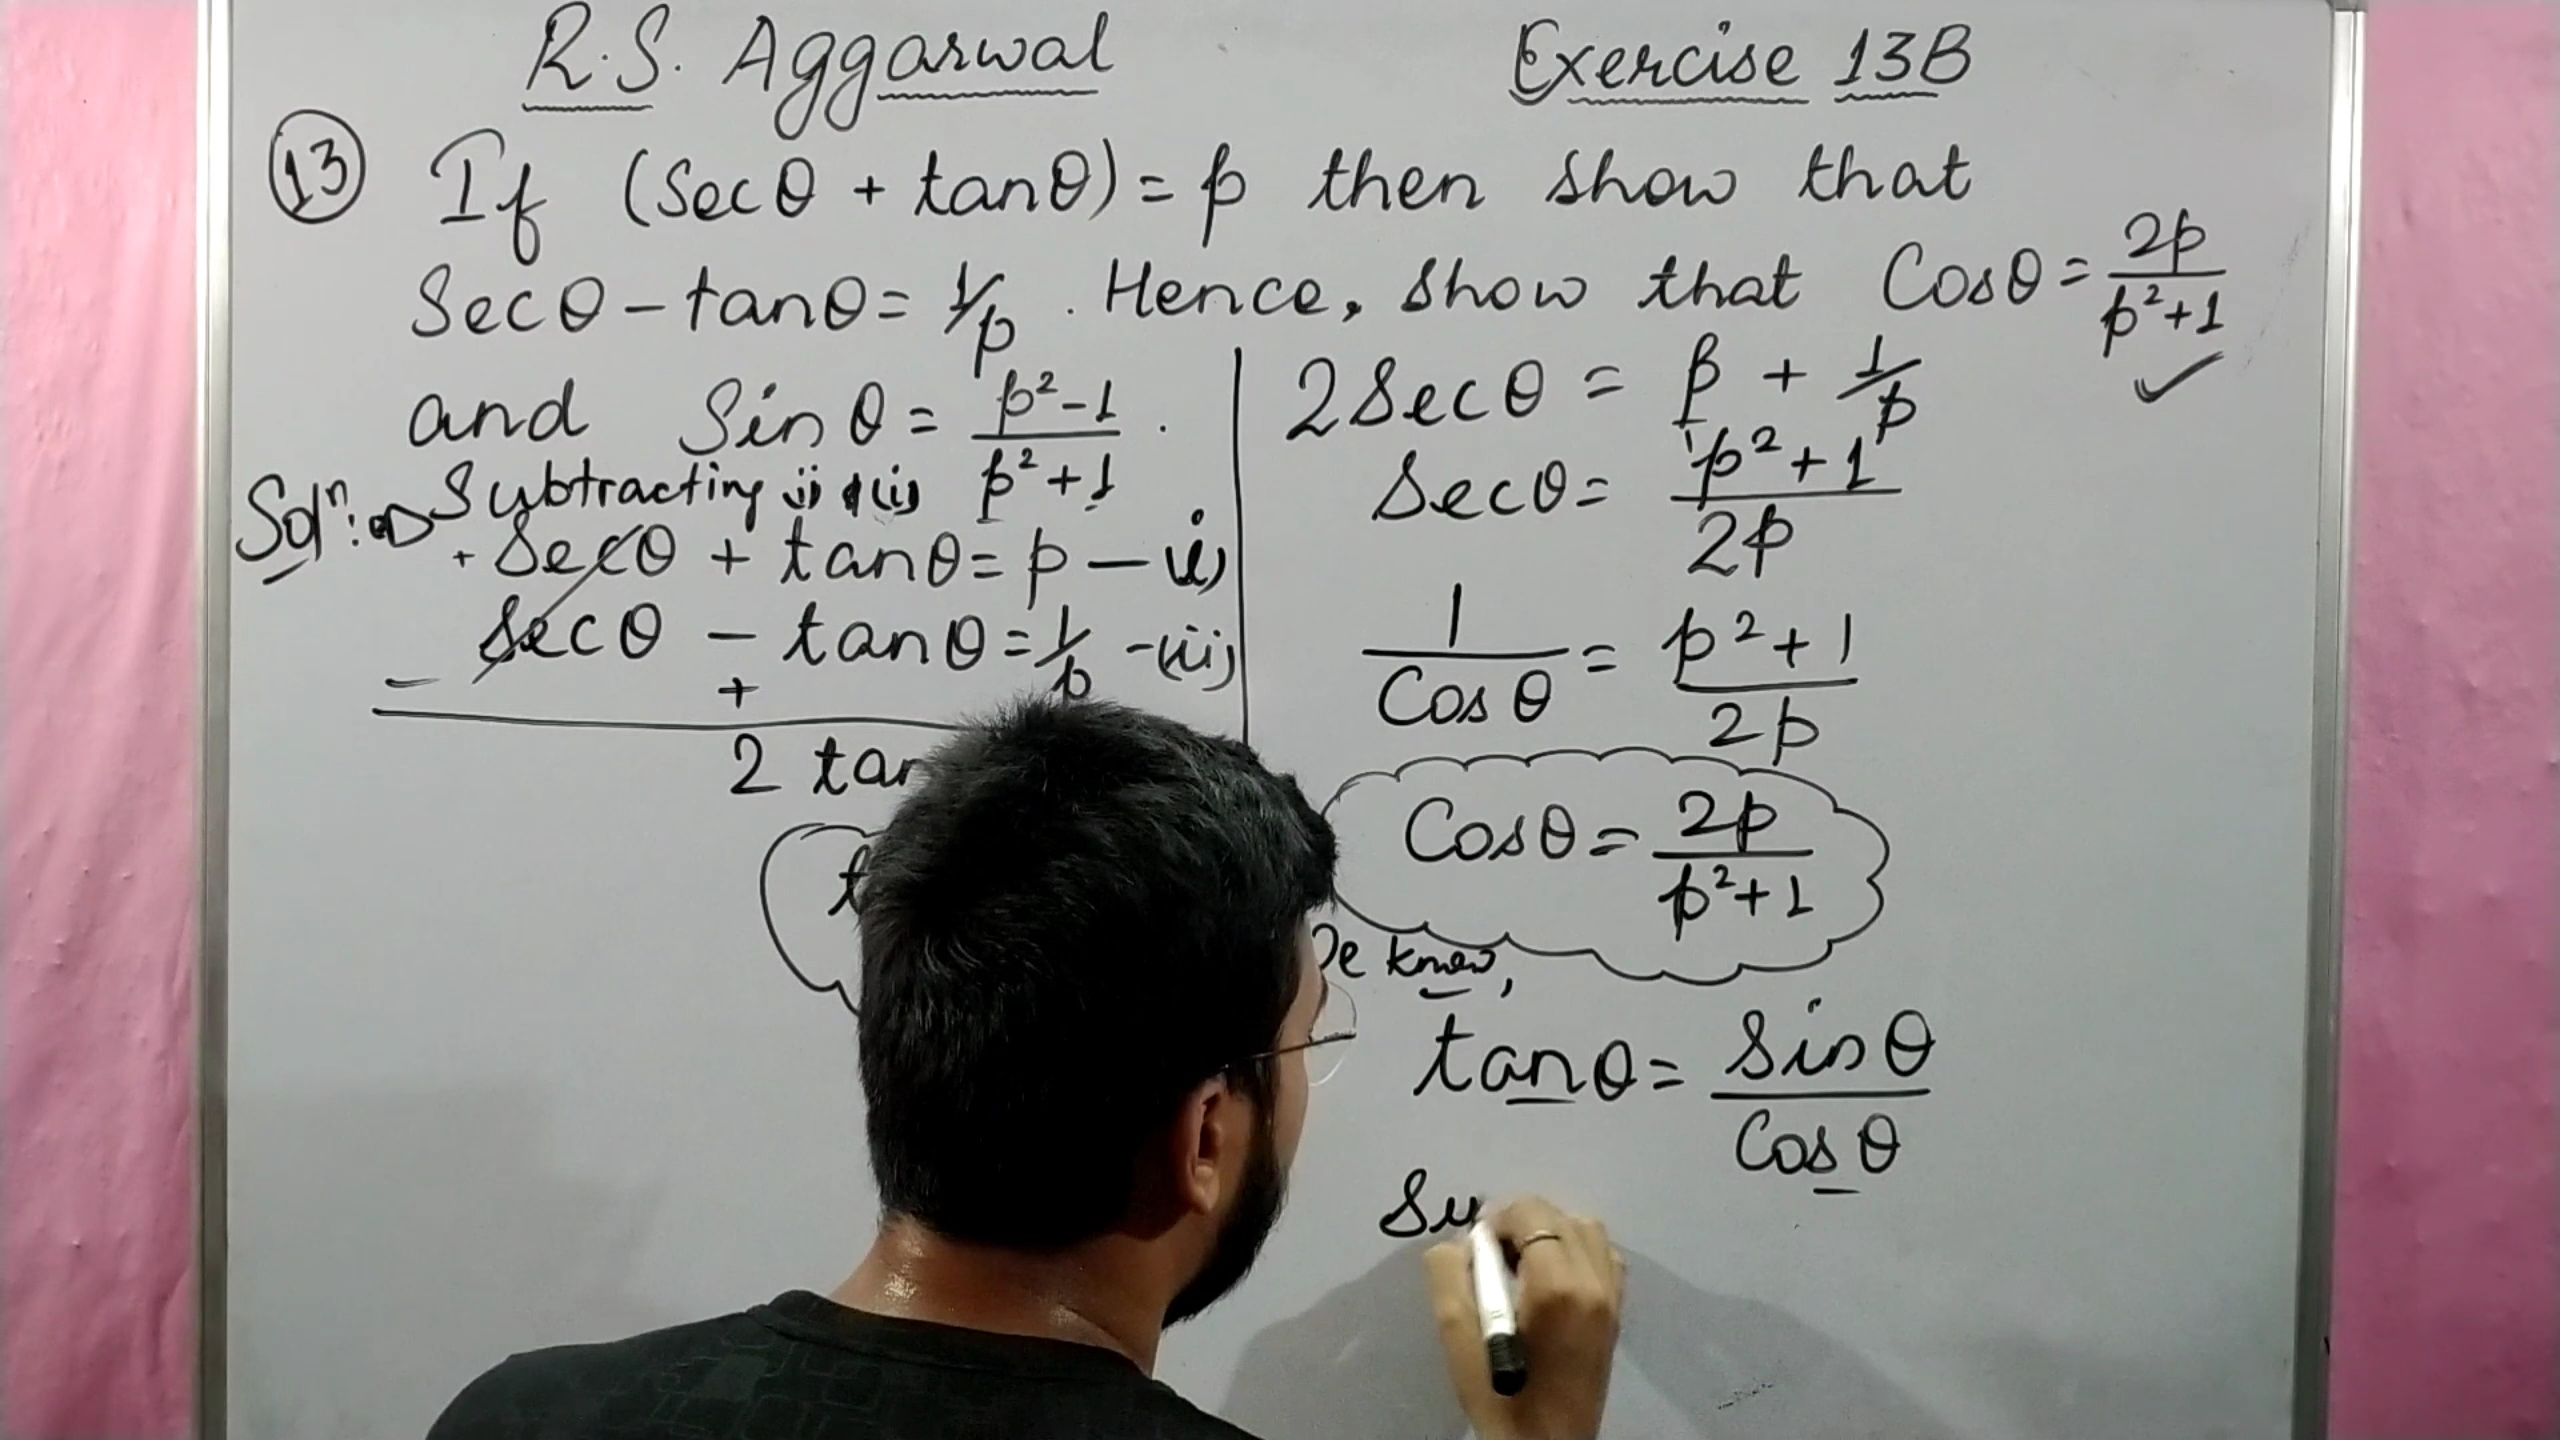 R.S. Aggarwal Exercise 13B
13 If (secθ + tanθ) = p then show that
secθ - tanθ = 1/p . Hence, show that Cosθ = 2p/p²+1 ✓
and Sinθ = p²-1/p²+1 .
Solⁿ: Subtracting
+ secθ + tanθ = p — (i)
secθ - tanθ = 1/p - (ii)
- +
2 tan
2secθ = p + 1/p
secθ = p²+1/2p
1/Cosθ = p²+1/2p
Cosθ = 2p/p²+1
know,
tanθ = sinθ/Cosθ